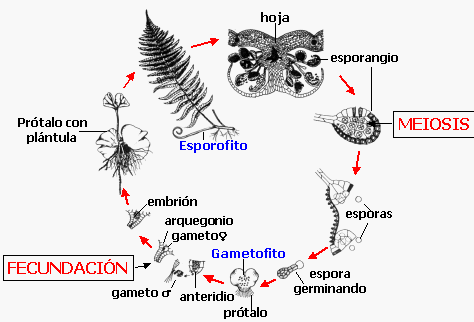 hoja
esporangio
MEIOSIS
Prótalo con
plántula
Esporofito
esporas
embrión
arquegonio
gameto♀
FECUNDACIÓN
Gametofito
gameto ♂
anteridio
espora
germinando
prótalo